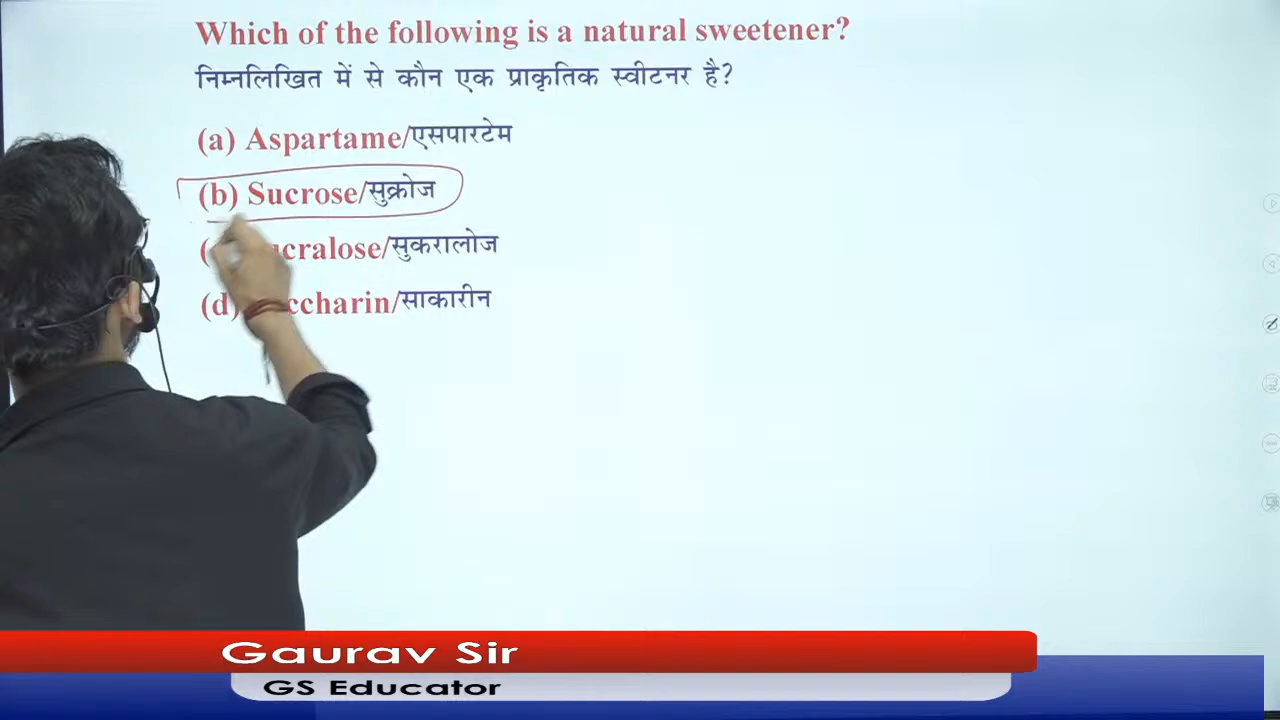 Which of the following is a natural sweetener?
निम्नलिखित में से कौन एक प्राकृतिक स्वीटनर है?
(a) Aspartame/एसपारटेम
(b) Sucrose/सुक्रोज
( cralose/सुकरालोज
(d) ccharin/साकारीन
Gaurav Sir
GS Educator